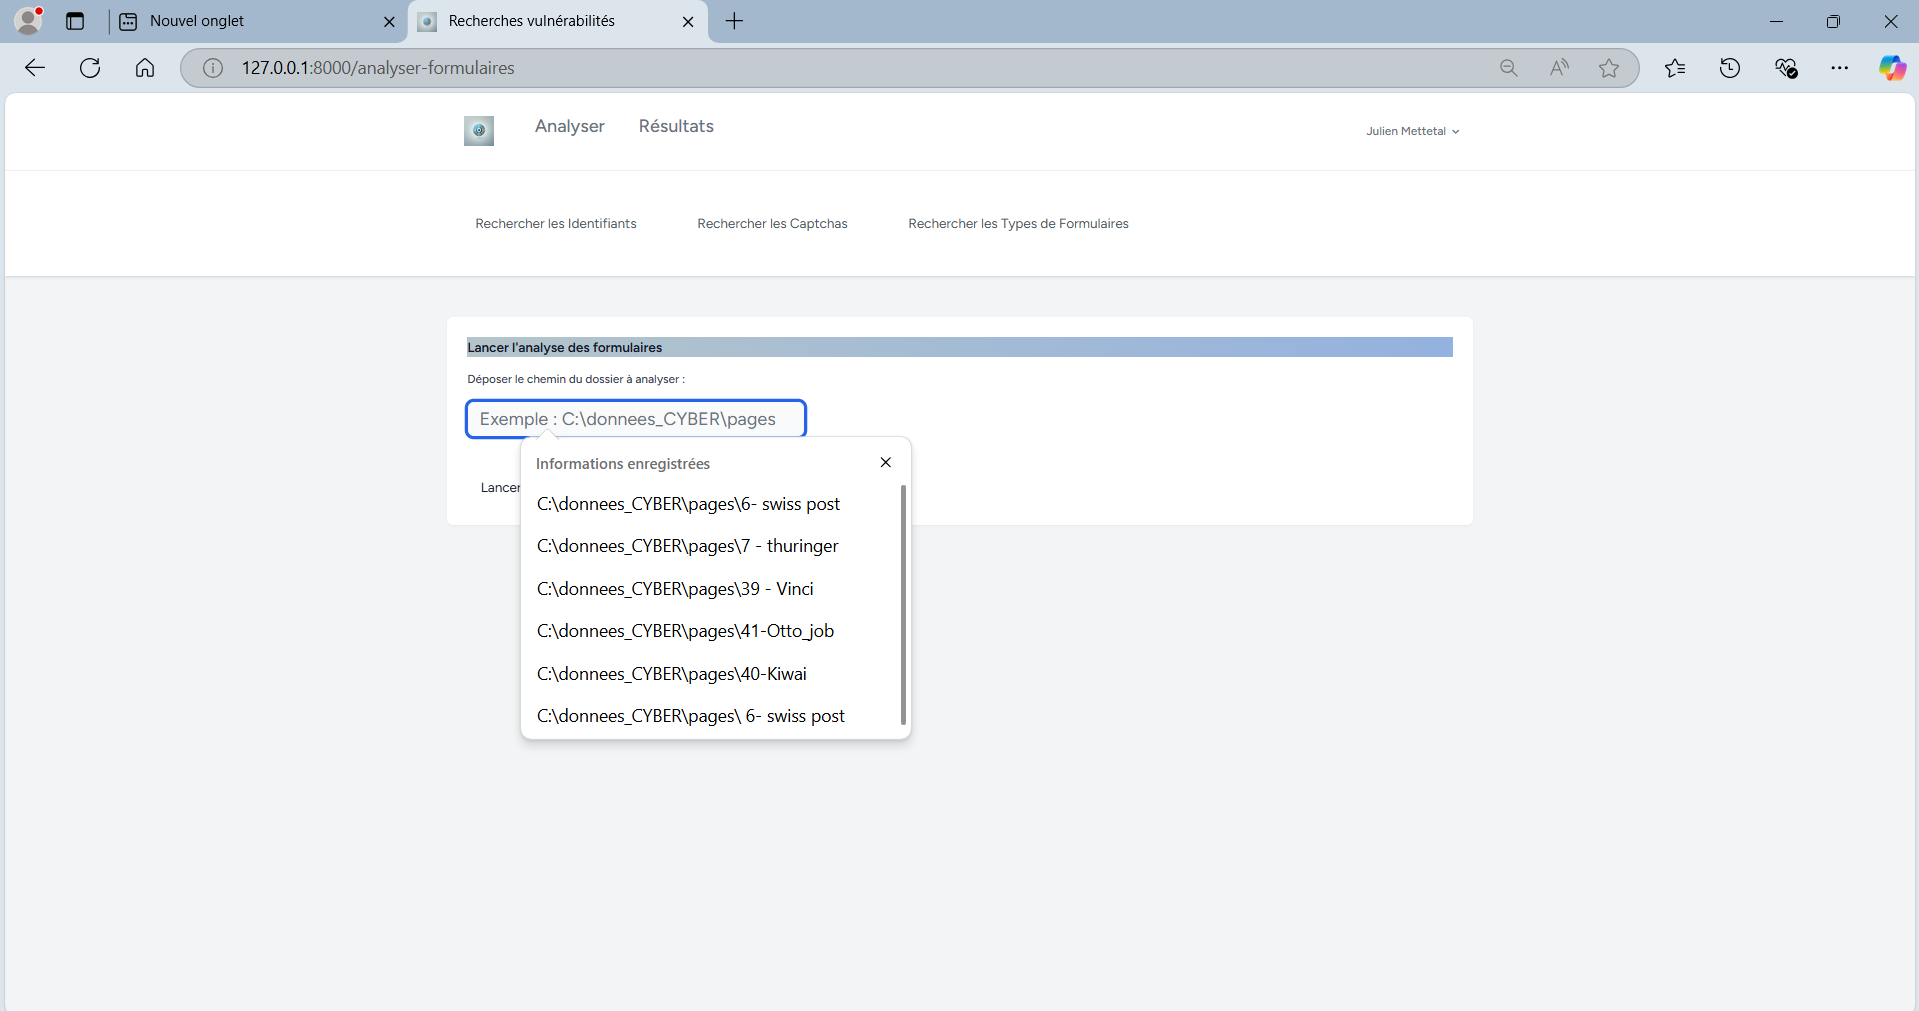 Nouvel onglet
Recherches vulnérabilités
127.0.0.1:8000/analyser-formulaires
Analyser
Résultats
Julien Mettetal
Rechercher les Identifiants
Rechercher les Captchas
Rechercher les Types de Formulaires
Lancer l'analyse des formulaires
Déposer le chemin du dossier à analyser :
Exemple : C:\donnees_CYBER\pages
Informations enregistrées
Lancer
C:\donnees_CYBER\pages\6- swiss post
C:\donnees_CYBER\pages\7 - thuringer
C:\donnees_CYBER\pages\39 - Vinci
C:\donnees_CYBER\pages\41-Otto_job
C:\donnees_CYBER\pages\40-Kiwai
C:\donnees_CYBER\pages\ 6- swiss post